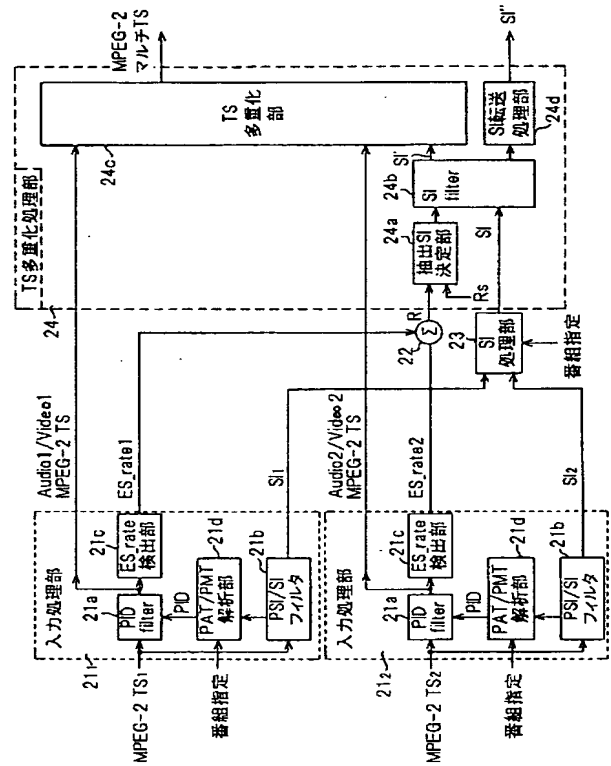 入力処理部
21₁
MPEG-2 TS₁
番組指定
21a
PID
filter
PID
21c
ES_rate
検出部
21d
PAT/PMT
解析部
21b
PSI/SI
フィルタ
Audio1/Video1
MPEG-2 TS
ES_rate1
SI₁
入力処理部
21₂
MPEG-2 TS₂
番組指定
21a
PID
filter
PID
21c
ES_rate
検出部
21d
PAT/PMT
解析部
21b
PSI/SI
フィルタ
Audio2/Video2
MPEG-2 TS
ES_rate2
SI₂
22
Σ
R
Rs
23
SI
処理部
番組指定
SI
24
TS多重化処理部
24a
抽出SI
決定部
24b
SI
filter
SI'
24c
TS
多重化
部
24d
SI転送
処理部
MPEG-2
マルチTS
SI''